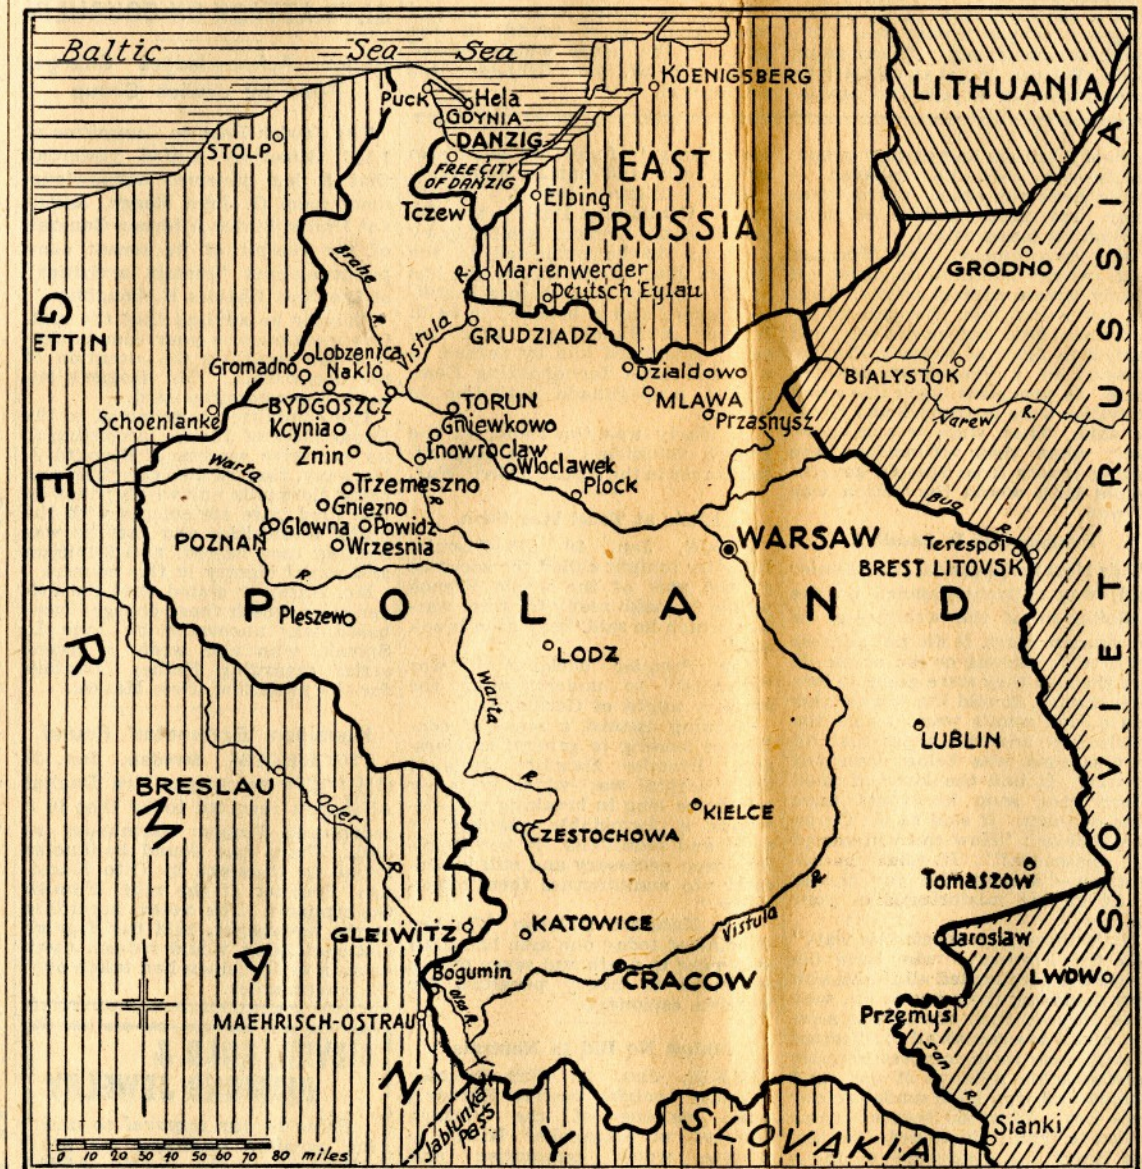 Baltic Sea Sea
KOENIGSBERG
LITHUANIA
Puck
Hela
GDYNIA
DANZIG
STOLP
FREE CITY
OF DANZIG
EAST
PRUSSIA
Elbing
Tczew
Brahe
R.
R.
Marienwerder
Deutsch Eylau
GRODNO
SOVIET RUSSIA
G E R M A N Y
ETTIN
GRUDZIADZ
Vistula
Lobzenica
Gromadno
Naklo
Dzialdowo
BIALYSTOK
MLAWA
Przasnysz
Narew R.
Schoenlanke
BYDGOSZCZ
TORUN
Kcynia
Gniewkowo
Znin
Inowroclaw
Wloclawek
Warta
Plock
Trzemeszno
R
Gniezno
Bug R.
Glowna
Powidz
POZNAN
Wrzesnia
WARSAW
Terespol
BREST LITOVSK
R.
POLAND
Pleszewo
LODZ
Warta
R.
LUBLIN
BRESLAU
Oder
R.
KIELCE
CZESTOCHOWA
Tomaszow
R.
Vistula
GLEIWITZ
KATOWICE
Jaroslaw
Bogumin
CRACOW
LWOW
Olsa R.
MAEHRISCH-OSTRAU
Przemysl
San
R.
Jablunka
Pass
SLOVAKIA
Sianki
0 10 20 30 40 50 60 70 80 miles